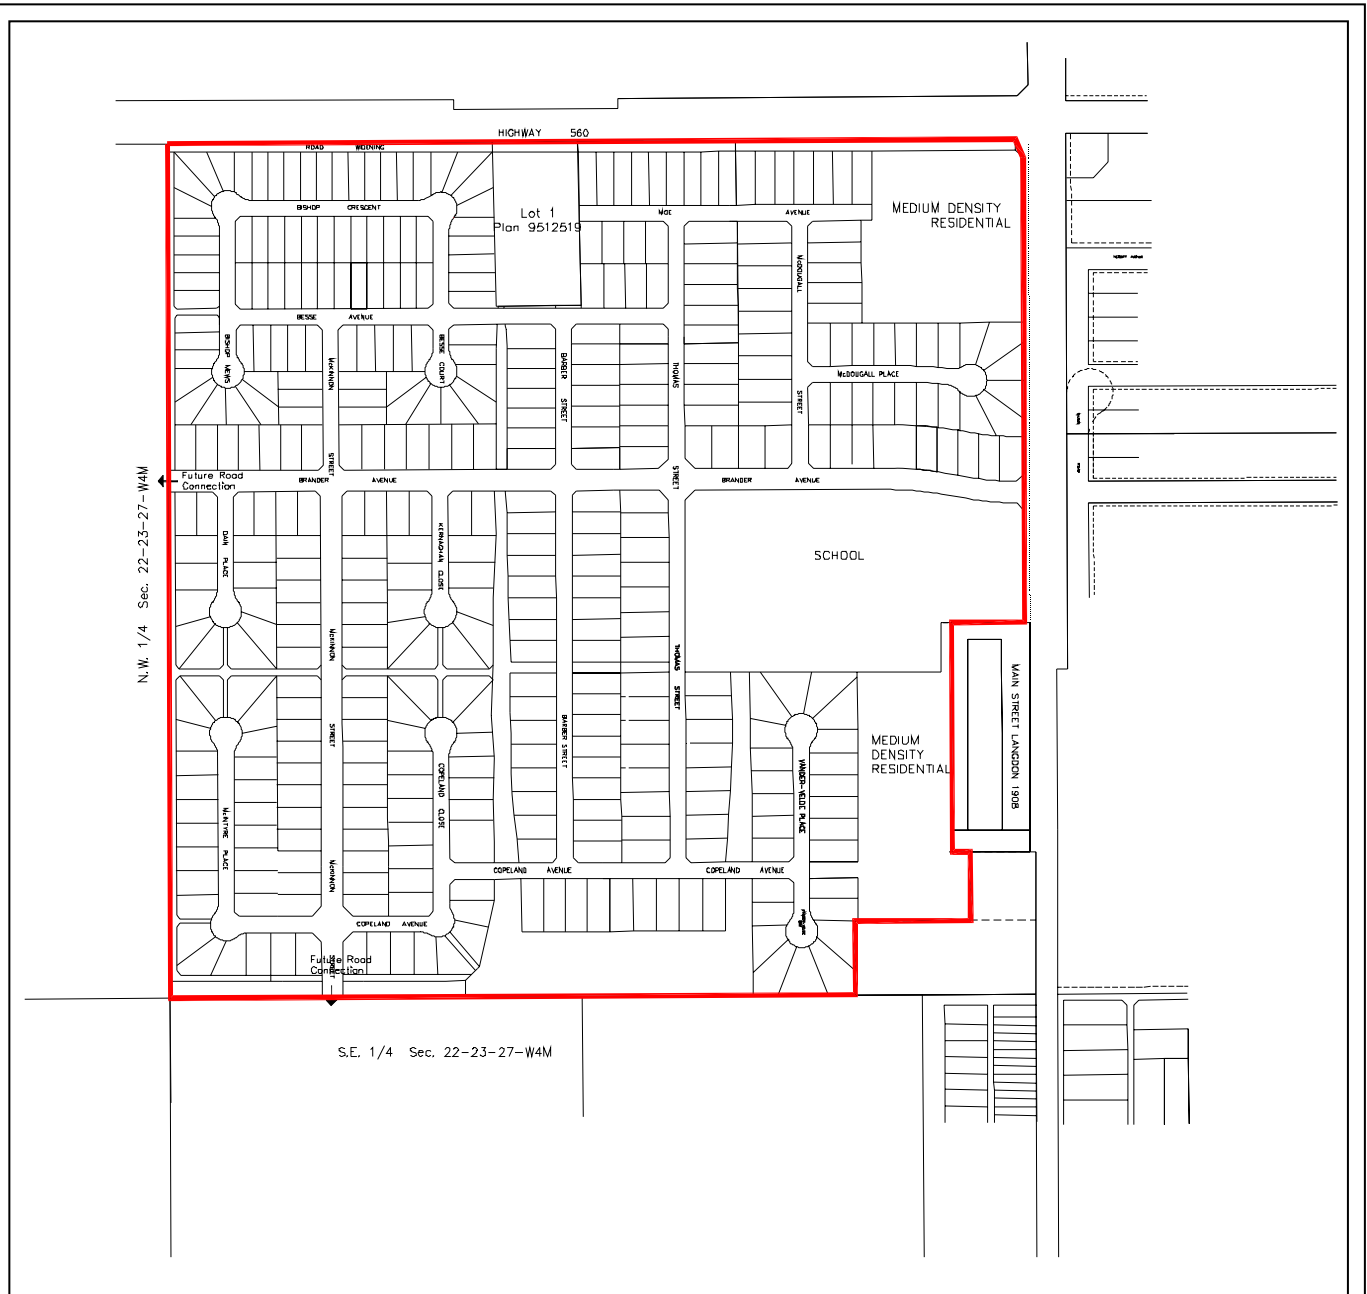 HIGHWAY 560
ROAD WIDENING
BISHOP CRESCENT
Lot 1
Plan 9512519
MOE AVENUE
MEDIUM DENSITY
RESIDENTIAL
McDOUGALL
STREET
BESSE AVENUE
BISHOP MEWS
McKINNON
STREET
BESSE COURT
BARBER
STREET
THOMAS
STREET
McDOUGALL PLACE
Future Road
Connection
BRANDER AVENUE
BRANDER AVENUE
N.W. 1/4 Sec. 22-23-27-W4M
DAIN PLACE
KERNAGHAN CLOSE
SCHOOL
McKINNON
STREET
THOMAS STREET
MAIN STREET LANGDON 1908
MEDIUM
DENSITY
RESIDENTIAL
BARBER STREET
COPELAND CLOSE
VANDER-VELDE PLACE
McINTYRE PLACE
McKINNON
STREET
COPELAND AVENUE
COPELAND AVENUE
COPELAND AVENUE
Future Road
Connection
S.E. 1/4 Sec. 22-23-27-W4M